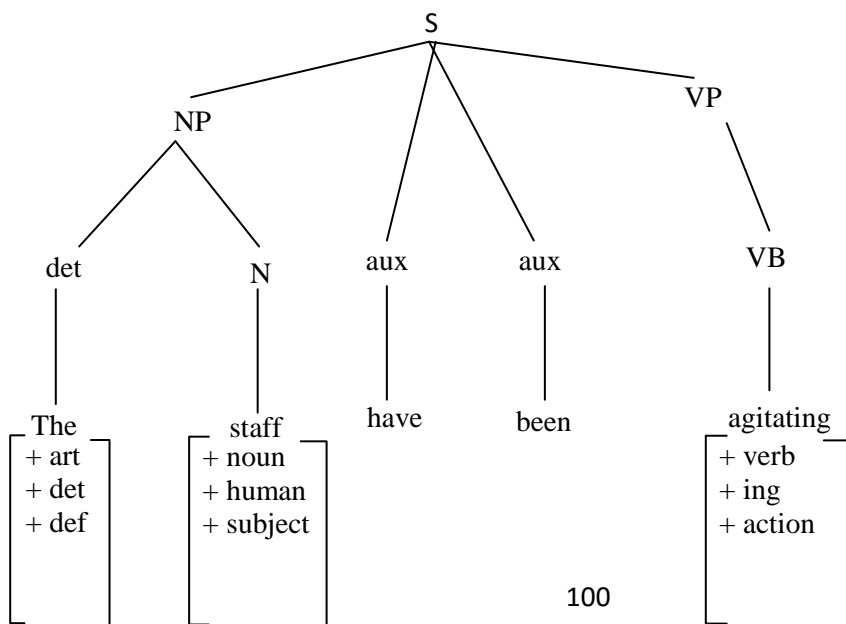 S
NP VP
det N aux aux VB
The staff have been agitating
+ art + noun + verb
+ det + human + ing
+ def + subject + action
100